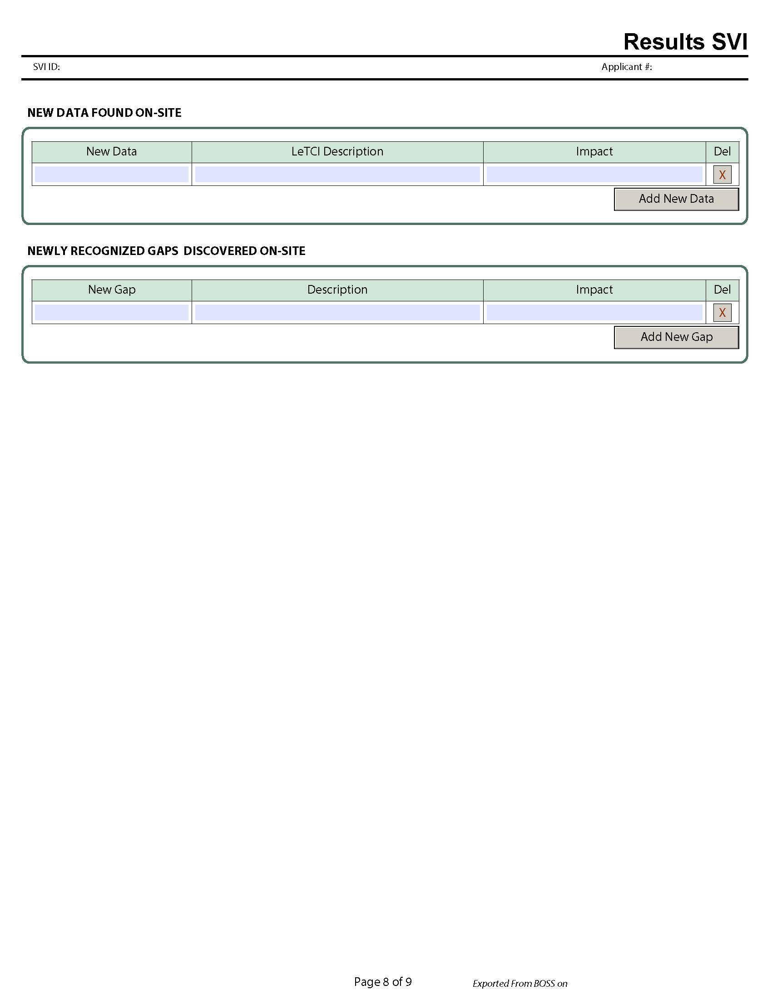 Results SVI
SVI ID: Applicant #:
NEW DATA FOUND ON-SITE
New Data LeTCI Description Impact Del
X
Add New Data
NEWLY RECOGNIZED GAPS DISCOVERED ON-SITE
New Gap Description Impact Del
X
Add New Gap
Page 8 of 9 Exported From BOSS on